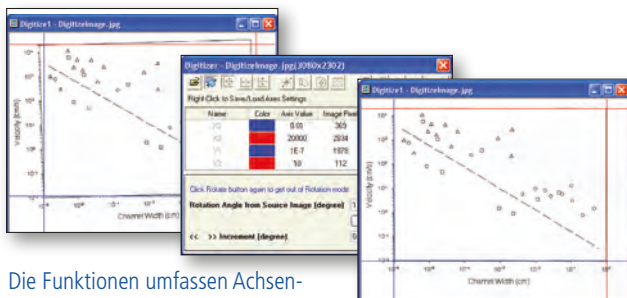 Digitize1 - DigitizeImage.jpg
Velocity (cm/s)
Channel Width (cm)
Digitizer - DigitizeImage.jpg(3080x2302)
Right Click to Save/Load Axes Settings
Name Color Axis Value Image Pixel
X1 0.01 369
X2 20000 2934
Y1 1E-7 1978
Y2 10 112
Click Rotate button again to get out of Rotation mode
Rotation Angle from Source Image (degree)
<< >> Increment (degree)
Digitize1 - DigitizeImage.jpg
Velocity (cm/s)
Channel Width (cm)
Die Funktionen umfassen Achsen-